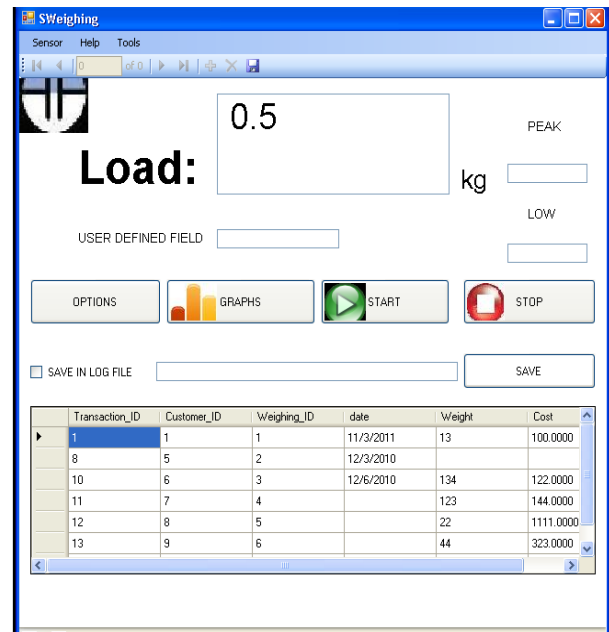 SWeighing
Sensor Help Tools
0 of 0
0.5
PEAK
Load:
kg
LOW
USER DEFINED FIELD
OPTIONS GRAPHS START STOP
SAVE IN LOG FILE SAVE
Transaction_ID Customer_ID Weighing_ID date Weight Cost
1 1 1 11/3/2011 13 100.0000
8 5 2 12/3/2010
10 6 3 12/6/2010 134 122.0000
11 7 4 123 144.0000
12 8 5 22 1111.0000
13 9 6 44 323.0000